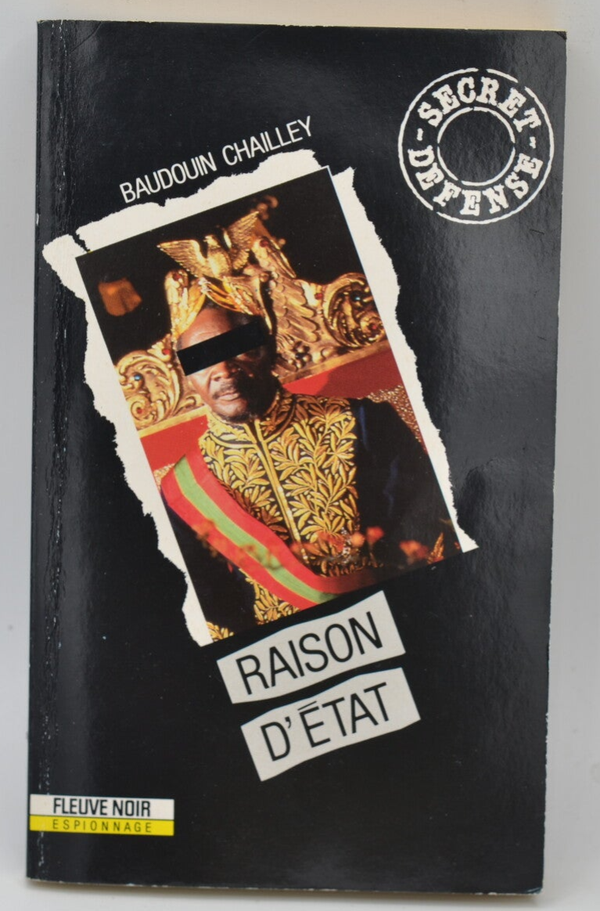 SECRET
DEFENSE
BAUDOUIN CHAILLEY
RAISON
D'ÉTAT
FLEUVE NOIR
ESPIONNAGE